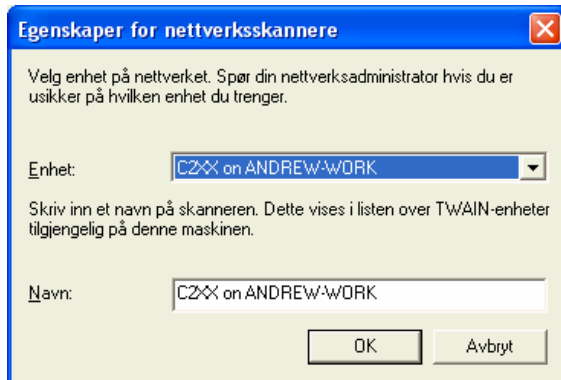 Egenskaper for nettverksskannere
Velg enhet på nettverket. Spør din nettverksadministrator hvis du er
usikker på hvilken enhet du trenger.
Enhet: C2XX on ANDREW-WORK
Skriv inn et navn på skanneren. Dette vises i listen over TWAIN-enheter
tilgjengelig på denne maskinen.
Navn: C2XX on ANDREW-WORK
OK Avbryt